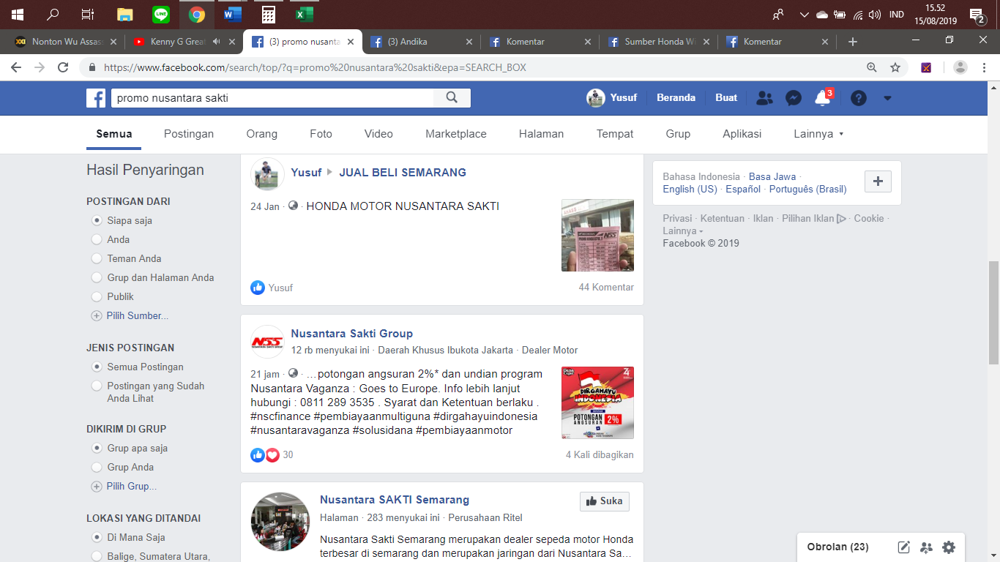 15.52
IND
15/08/2019
2
Nonton Wu Assas
Kenny G Great
(3) promo nusanta
(3) Andika
Komentar
Sumber Honda Wi
Komentar
https://www.facebook.com/search/top/?q=promo%20nusantara%20sakti&epa=SEARCH_BOX
promo nusantara sakti
Yusuf
Beranda
Buat
3
Semua
Postingan
Orang
Foto
Video
Marketplace
Halaman
Tempat
Grup
Aplikasi
Lainnya
Hasil Penyaringan
POSTINGAN DARI
Siapa saja
Anda
Teman Anda
Grup dan Halaman Anda
Publik
Pilih Sumber...
JENIS POSTINGAN
Semua Postingan
Postingan yang Sudah
Anda Lihat
DIKIRIM DI GRUP
Grup apa saja
Grup Anda
Pilih Grup...
LOKASI YANG DITANDAI
Di Mana Saja
Balige, Sumatera Utara,
Yusuf JUAL BELI SEMARANG
24 Jan · HONDA MOTOR NUSANTARA SAKTI
NSS
Yusuf
44 Komentar
NSS
NUSANTARA SAKTI GROUP
Nusantara Sakti Group
12 rb menyukai ini · Daerah Khusus Ibukota Jakarta · Dealer Motor
21 jam · …potongan angsuran 2%* dan undian program
Nusantara Vaganza : Goes to Europe. Info lebih lanjut
hubungi : 0811 289 3535 . Syarat dan Ketentuan berlaku .
#nscfinance #pembiayaanmultiguna #dirgahayuindonesia
#nusantaravaganza #solusidana #pembiayaanmotor
DIRGAHAYU
INDONESIA
POTONGAN
ANGSURAN 2%
30
4 Kali dibagikan
Nusantara SAKTI Semarang
Halaman · 283 menyukai ini · Perusahaan Ritel
Suka
Nusantara Sakti Semarang merupakan dealer sepeda motor Honda
terbesar di semarang dan merupakan jaringan dari Nusantara Sa…
Bahasa Indonesia · Basa Jawa ·
English (US) · Español · Português (Brasil)
Privasi · Ketentuan · Iklan · Pilihan Iklan · Cookie ·
Lainnya
Facebook © 2019
Obrolan (23)